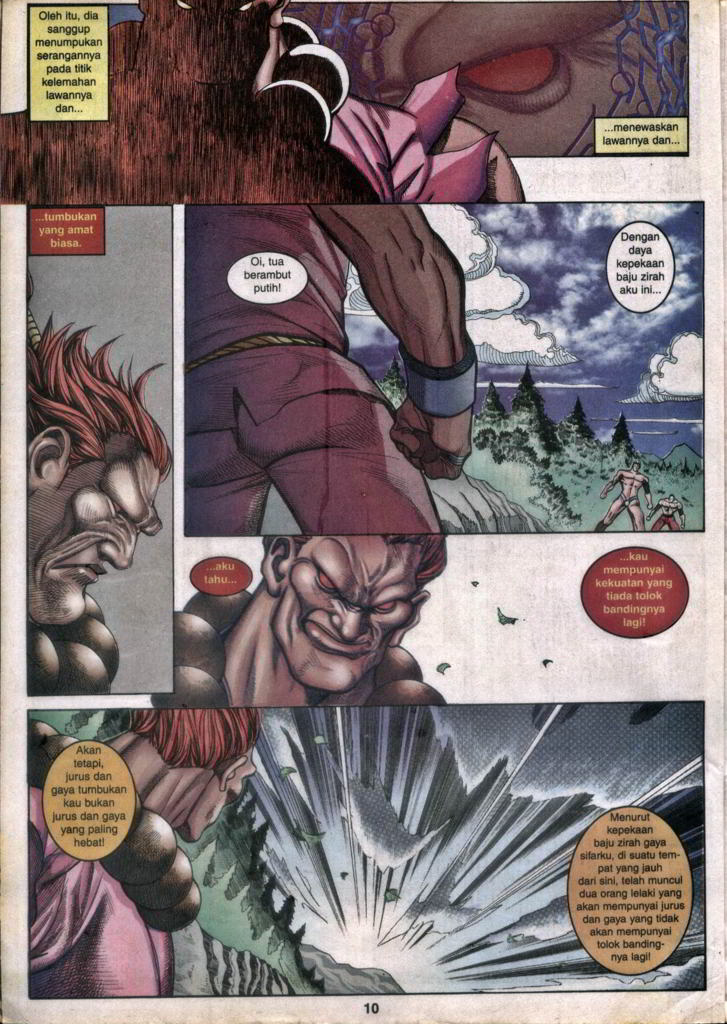 Oleh itu, dia
sanggup
menumpukan
serangannya
pada titik
kelemahan
lawannya
dan...
...menewaskan
lawannya dan...
...tumbukan
yang amat
biasa.
Oi, tua
berambut
putih!
Dengan
daya
kepekaan
baju zirah
aku ini...
...aku
tahu...
...kau
mempunyai
kekuatan yang
tiada tolok
bandingnya
lagi!
Akan
tetapi,
jurus dan
gaya tumbukan
kau bukan
jurus dan gaya
yang paling
hebat!
Menurut
kepekaan
baju zirah gaya
sifarku, di suatu tem-
pat yang jauh
dari sini, telah muncul
dua orang lelaki yang
akan mempunyai jurus
dan gaya yang tidak
akan mempunyai
tolok banding-
nya lagi!
10